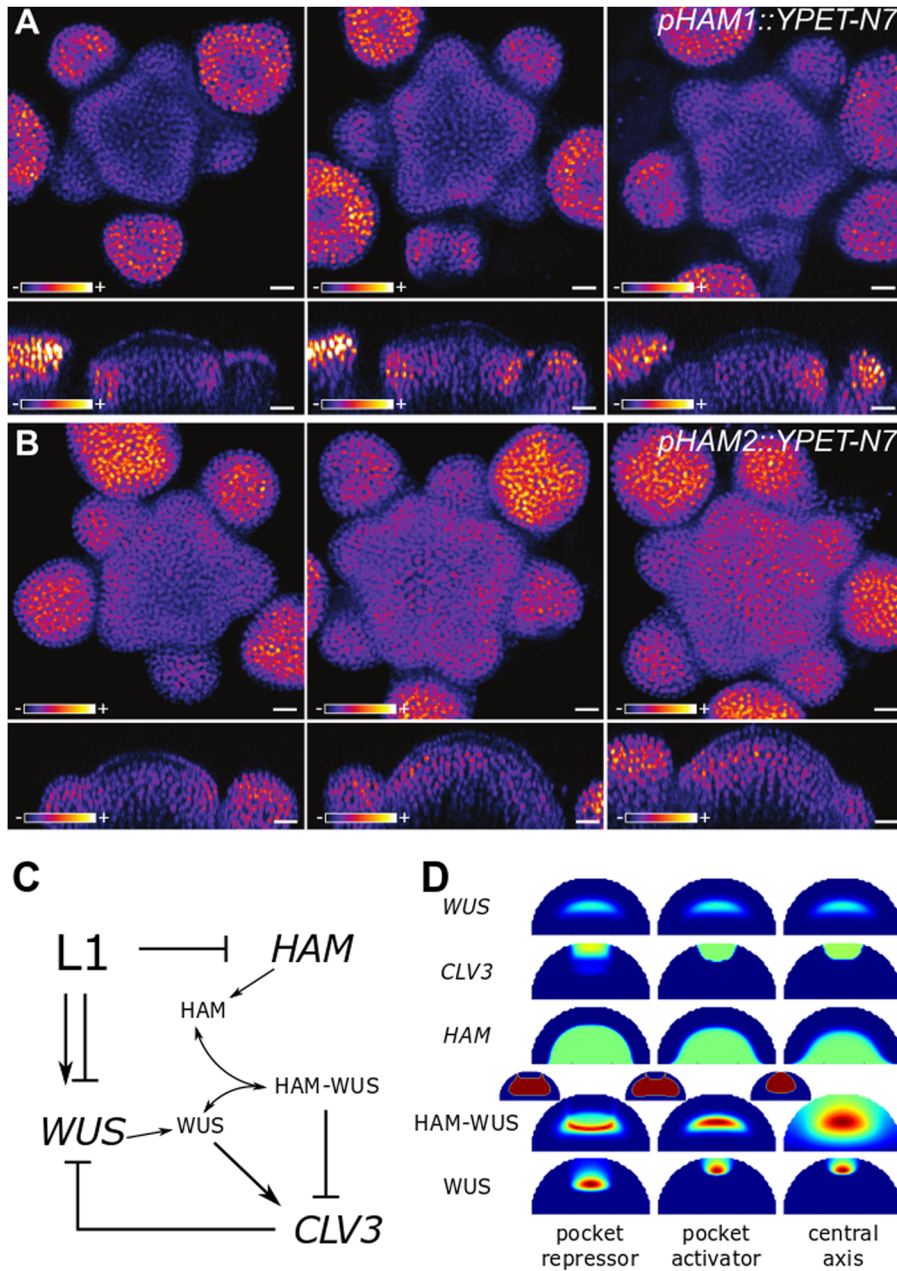 A
pHAM1::YPET-N7
- + - + - +
- + - + - +
B
pHAM2::YPET-N7
- + - + - +
- + - + - +
C
L1
HAM
HAM
HAM-WUS
WUS
WUS
CLV3
D
WUS
CLV3
HAM
HAM-WUS
WUS
pocket repressor
pocket activator
central axis